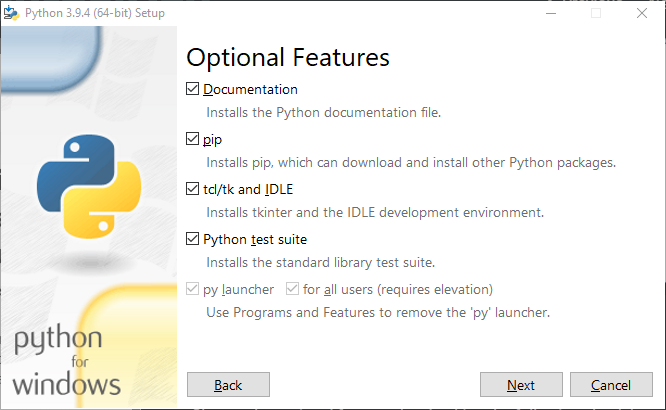 Python 3.9.4 (64-bit) Setup
Optional Features
Documentation
Installs the Python documentation file.
pip
Installs pip, which can download and install other Python packages.
tcl/tk and IDLE
Installs tkinter and the IDLE development environment.
Python test suite
Installs the standard library test suite.
py launcher for all users (requires elevation)
Use Programs and Features to remove the 'py' launcher.
python
for
windows
Back Next Cancel